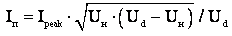 Iп = Ipeak · √Uн · (Ud − Uн) / Ud